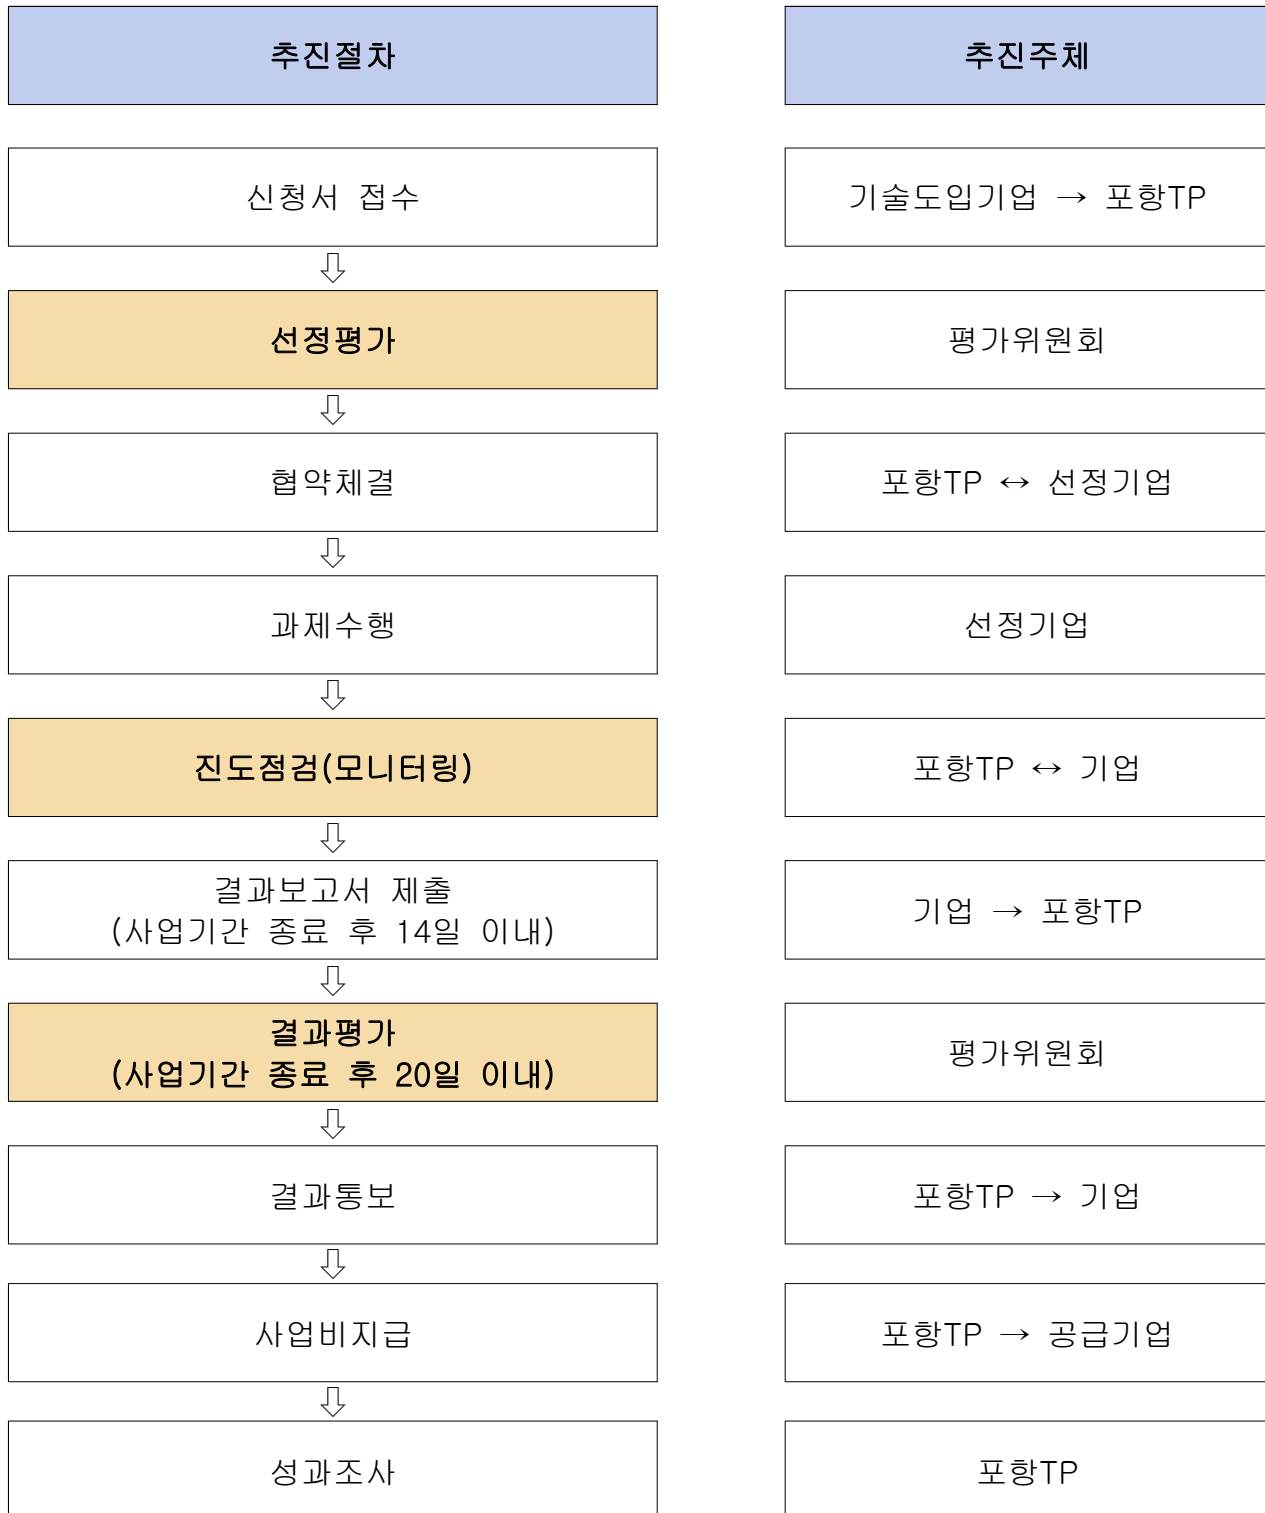 추진절차
추진주체
신청서 접수
기술도입기업 → 포항TP
⇩
선정평가
평가위원회
⇩
협약체결
포항TP ↔ 선정기업
⇩
과제수행
선정기업
⇩
진도점검(모니터링)
포항TP ↔ 기업
⇩
결과보고서 제출
(사업기간 종료 후 14일 이내)
기업 → 포항TP
⇩
결과평가
(사업기간 종료 후 20일 이내)
평가위원회
⇩
결과통보
포항TP → 기업
⇩
사업비지급
포항TP → 공급기업
⇩
성과조사
포항TP